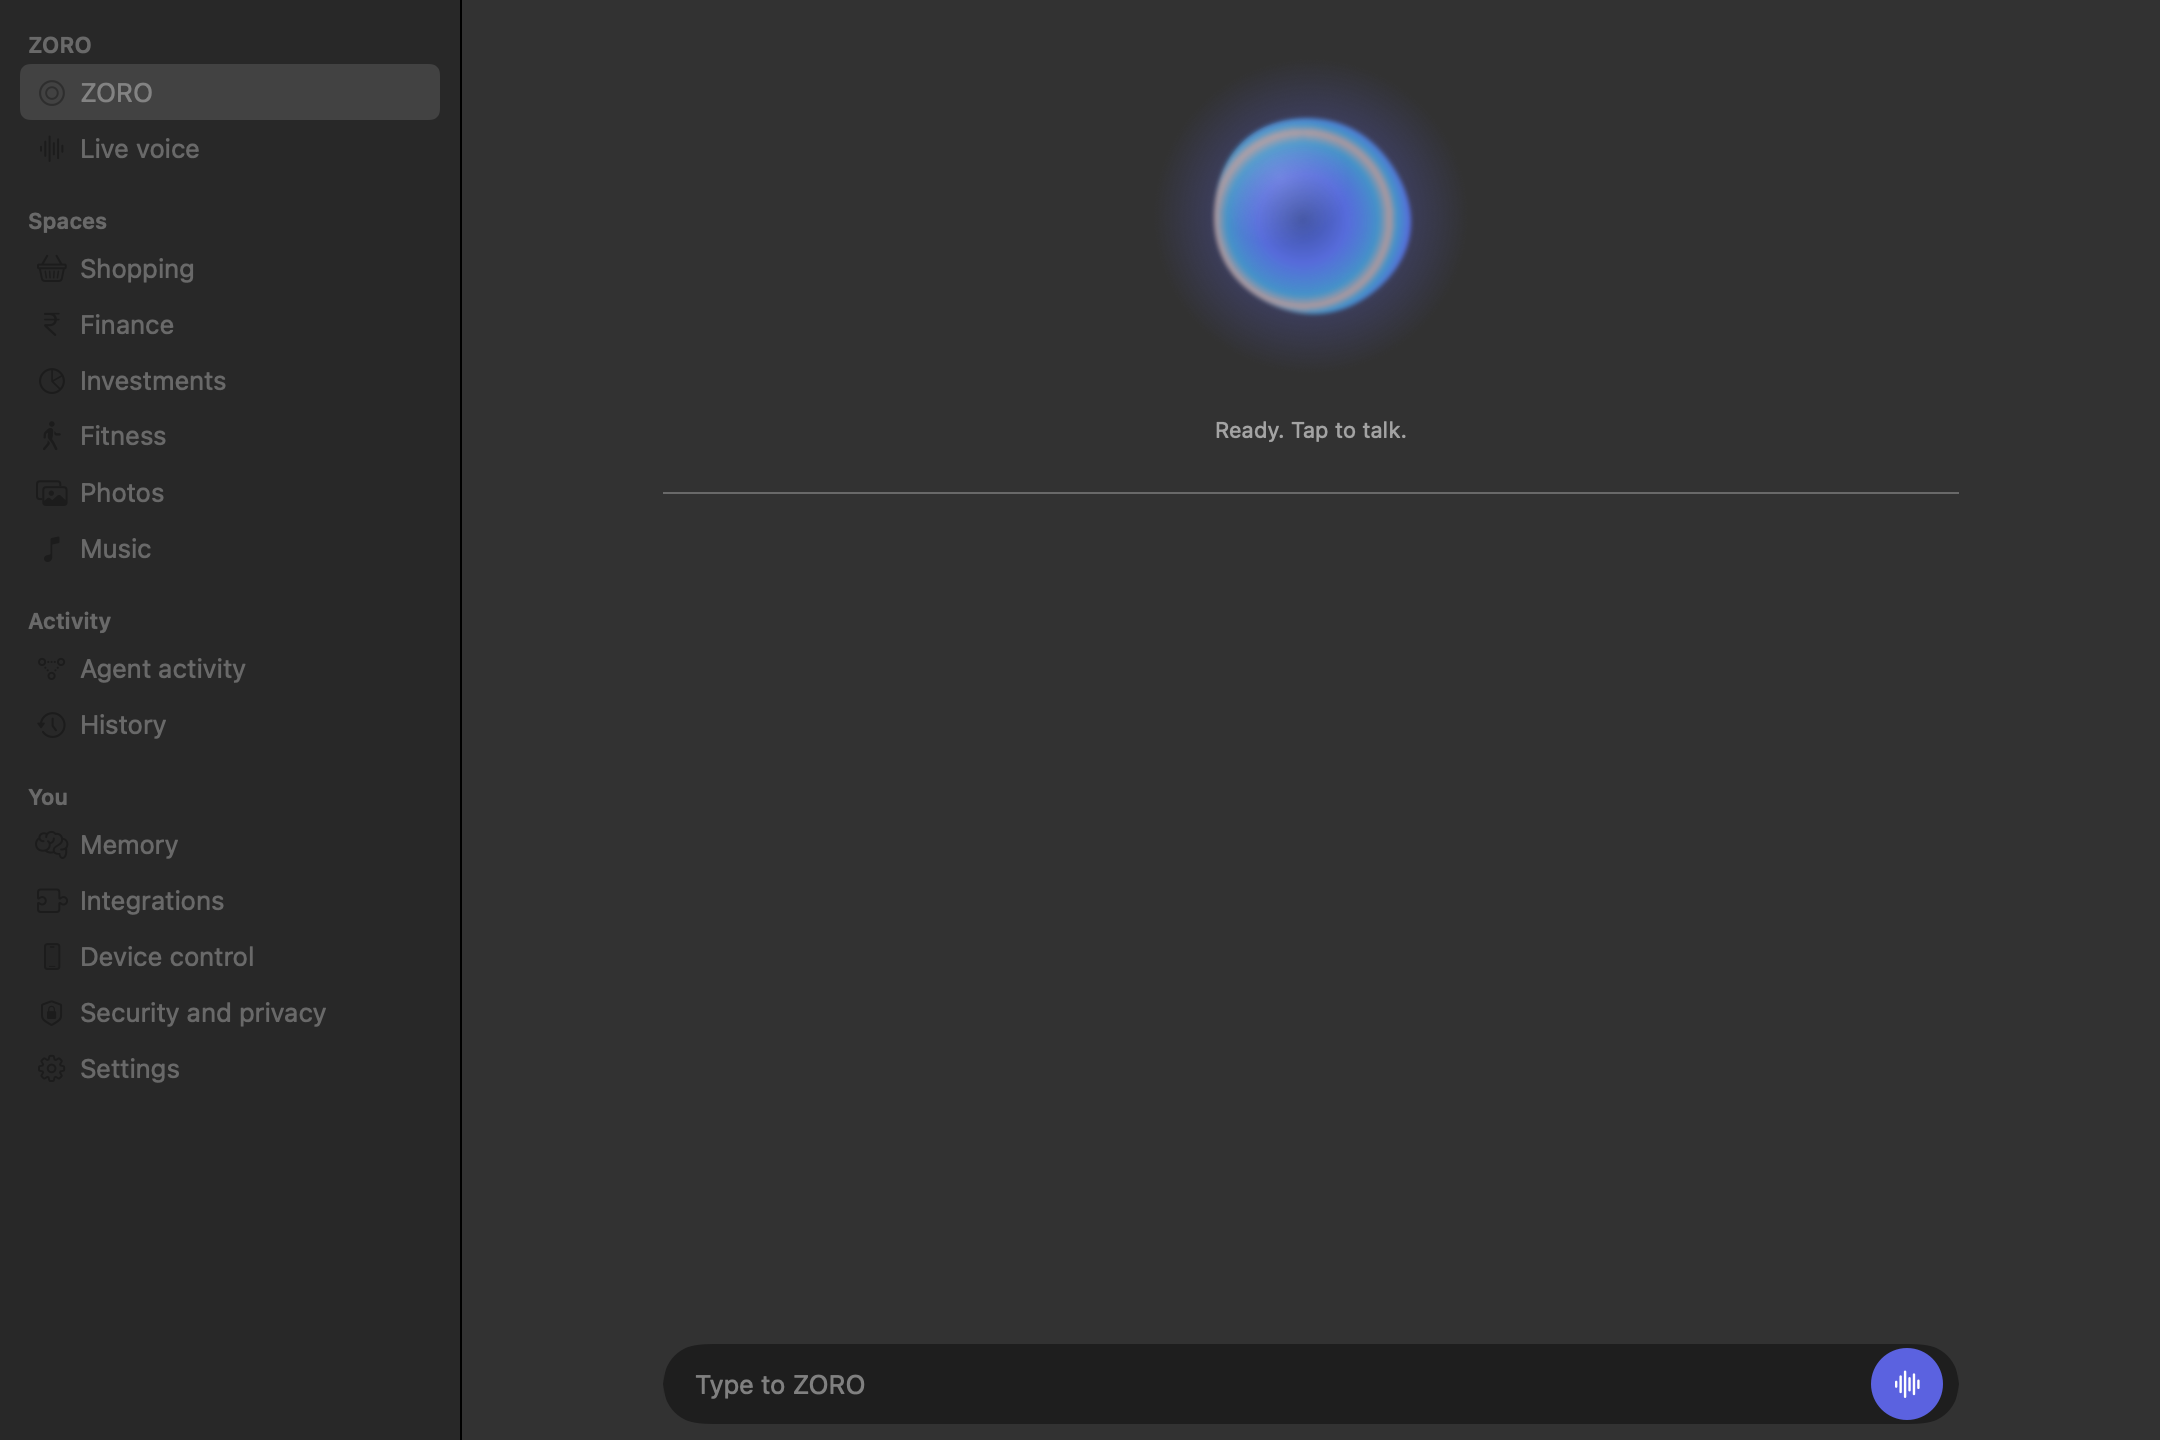 ZORO
ZORO
Live voice
Spaces
Shopping
Finance
Investments
Fitness
Photos
Music
Activity
Agent activity
History
You
Memory
Integrations
Device control
Security and privacy
Settings
Ready. Tap to talk.
Type to ZORO